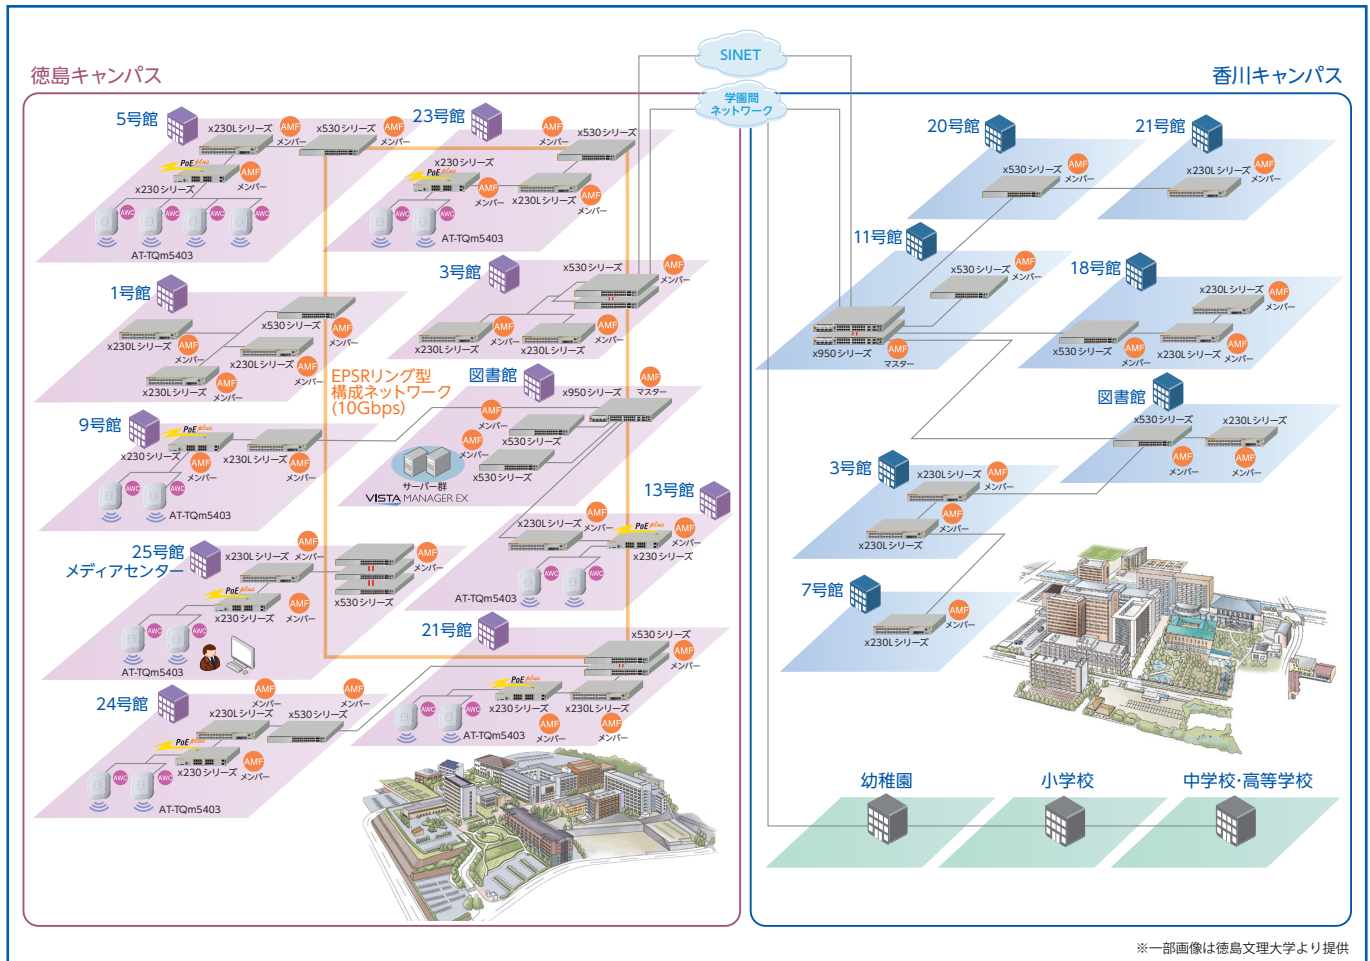 SINET
学園間
ネットワーク
徳島キャンパス
5号館
x230Lシリーズ
AMF
メンバー
x530シリーズ
AMF
メンバー
PoE plus
x230シリーズ
AMF
メンバー
AWC
AWC
AWC
AWC
AT-TQm5403
23号館
AMF
メンバー
x530シリーズ
x230シリーズ
PoE plus
AMF
メンバー
x230Lシリーズ
AMF
メンバー
AWC
AWC
AT-TQm5403
1号館
x530シリーズ
AMF
メンバー
x230Lシリーズ
AMF
メンバー
x230Lシリーズ
AMF
メンバー
x230Lシリーズ
AMF
メンバー
3号館
x530シリーズ
AMF
メンバー
x230Lシリーズ
AMF
メンバー
x230Lシリーズ
AMF
メンバー
EPSRリング型
構成ネットワーク
(10Gbps)
図書館
x950シリーズ
AMF
マスター
AMF
メンバー
x530シリーズ
AMF
メンバー
x530シリーズ
サーバー群
VISTA MANAGER EX
9号館
PoE plus
x230シリーズ
AMF
メンバー
x230Lシリーズ
AMF
メンバー
AWC
AWC
AT-TQm5403
13号館
x230Lシリーズ
AMF
メンバー
PoE plus
AMF
メンバー
x230シリーズ
AWC
AWC
AT-TQm5403
25号館
メディアセンター
x230Lシリーズ
AMF
メンバー
AMF
メンバー
x530シリーズ
PoE plus
x230シリーズ
AMF
メンバー
AWC
AWC
AT-TQm5403
21号館
x530シリーズ
AMF
メンバー
PoE plus
x230シリーズ
AMF
メンバー
x230Lシリーズ
AMF
メンバー
AWC
AWC
AT-TQm5403
24号館
AMF
メンバー
x230Lシリーズ
AMF
メンバー
x530シリーズ
PoE plus
x230シリーズ
AMF
メンバー
AWC
AWC
AT-TQm5403
香川キャンパス
20号館
x530シリーズ
AMF
メンバー
21号館
x230Lシリーズ
AMF
メンバー
11号館
x530シリーズ
AMF
メンバー
x950シリーズ
AMF
マスター
18号館
x230Lシリーズ
AMF
メンバー
x530シリーズ
AMF
メンバー
x230Lシリーズ
AMF
メンバー
図書館
x530シリーズ
AMF
メンバー
x230Lシリーズ
AMF
メンバー
3号館
x230Lシリーズ
AMF
メンバー
x230Lシリーズ
AMF
メンバー
7号館
x230Lシリーズ
AMF
メンバー
幼稚園
小学校
中学校・高等学校
※一部画像は徳島文理大学より提供